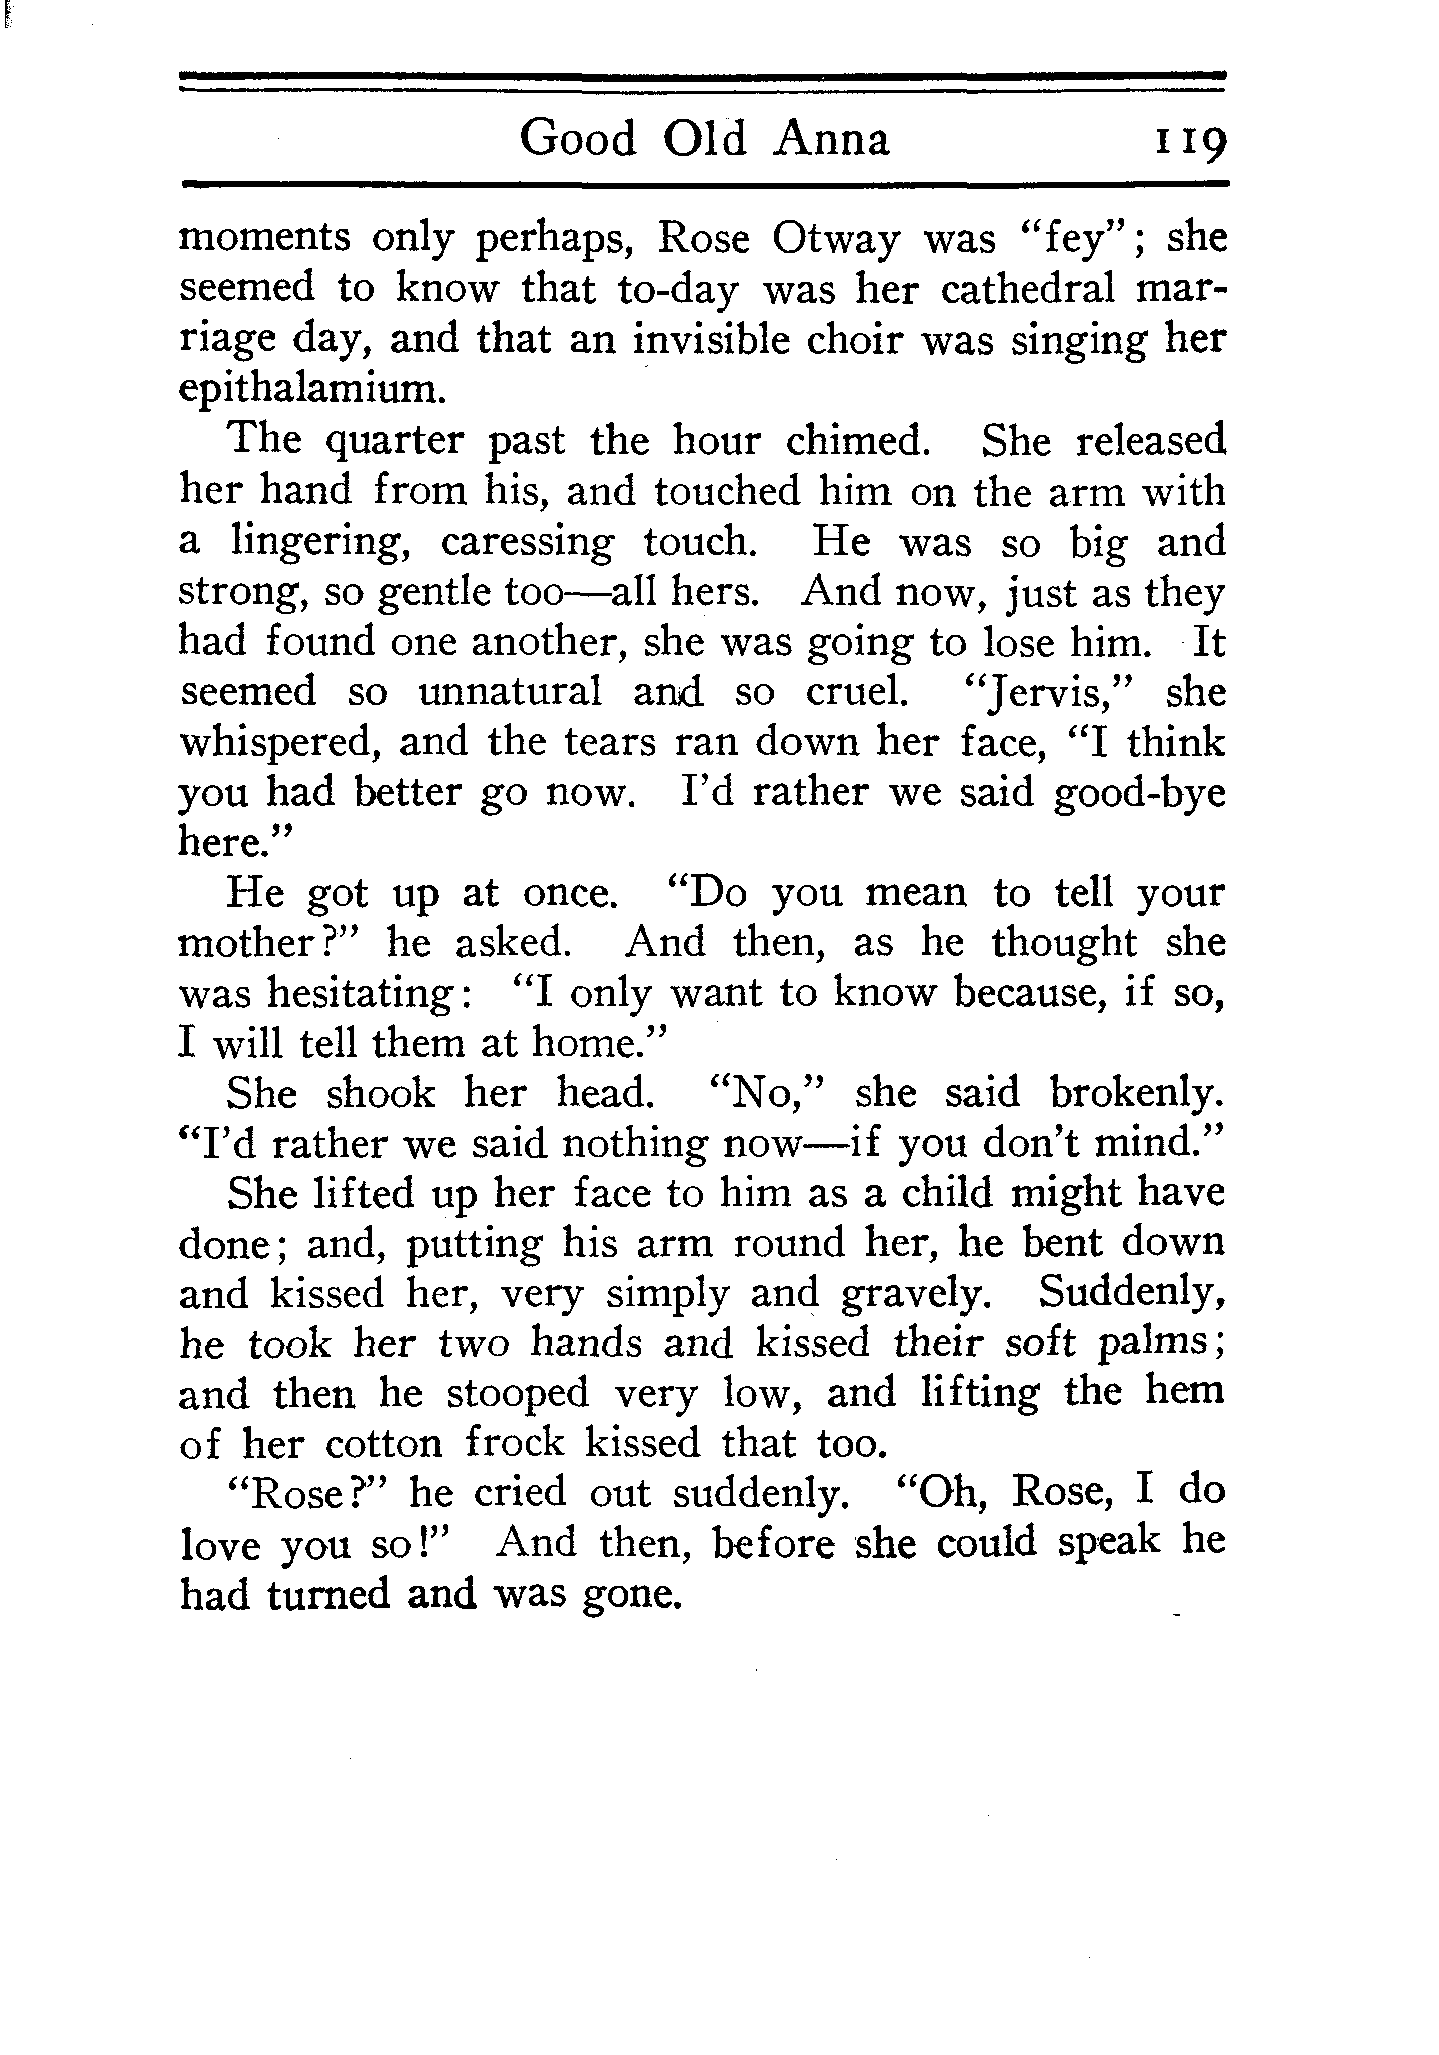 Good Old Anna 119
moments only perhaps, Rose Otway was "fey"; she
seemed to know that to-day was her cathedral mar-
riage day, and that an invisible choir was singing her
epithalamium.
The quarter past the hour chimed. She released
her hand from his, and touched him on the arm with
a lingering, caressing touch. He was so big and
strong, so gentle too—all hers. And now, just as they
had found one another, she was going to lose him. It
seemed so unnatural and so cruel. "Jervis," she
whispered, and the tears ran down her face, "I think
you had better go now. I'd rather we said good-bye
here."
He got up at once. "Do you mean to tell your
mother?" he asked. And then, as he thought she
was hesitating: "I only want to know because, if so,
I will tell them at home."
She shook her head. "No," she said brokenly.
"I'd rather we said nothing now—if you don't mind."
She lifted up her face to him as a child might have
done; and, putting his arm round her, he bent down
and kissed her, very simply and gravely. Suddenly,
he took her two hands and kissed their soft palms;
and then he stooped very low, and lifting the hem
of her cotton frock kissed that too.
"Rose?" he cried out suddenly. "Oh, Rose, I do
love you so!" And then, before she could speak he
had turned and was gone.